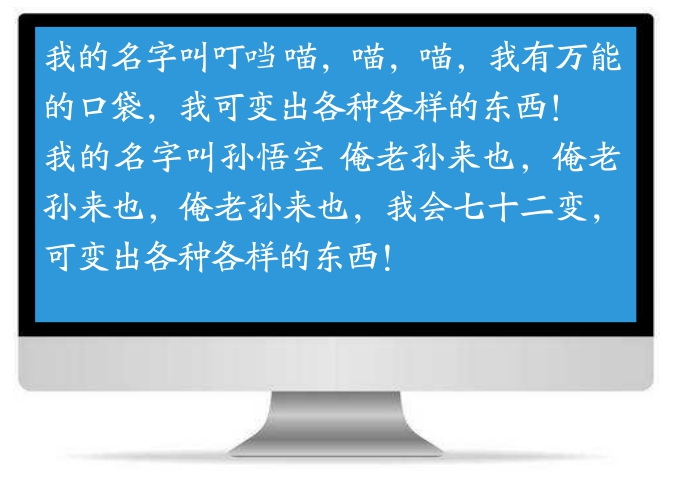 我的名字叫叮当 喵，喵，喵，我有万能
的口袋，我可变出各种各样的东西！
我的名字叫孙悟空 俺老孙来也，俺老
孙来也，俺老孙来也，我会七十二变，
可变出各种各样的东西！